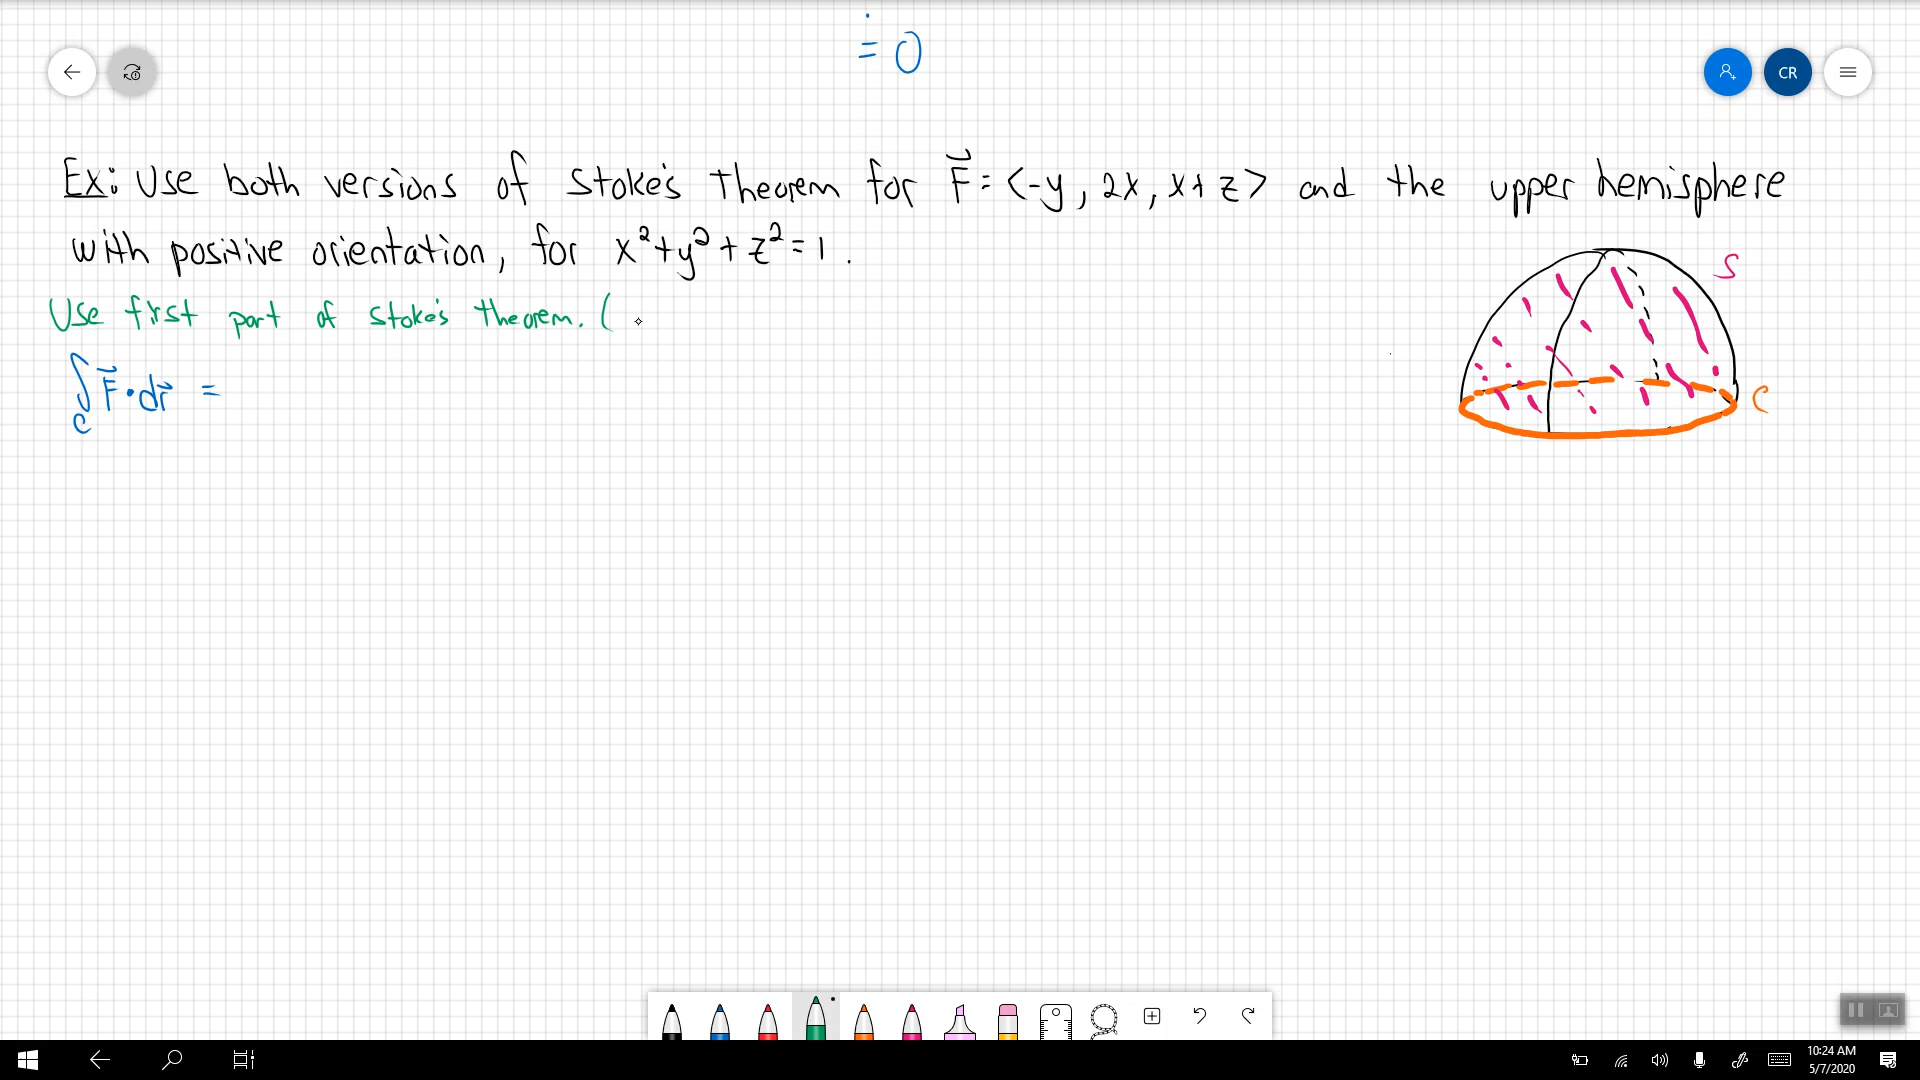 = 0
CR
Ex: Use both versions of Stoke's Theorem for F⃗ = <-y, 2x, x+z> and the upper hemisphere
with positive orientation, for x² + y² + z² = 1.
S
Use first part of stoke's theorem. (
∫_C F⃗ • dr⃗ =
C
10:24 AM
5/7/2020